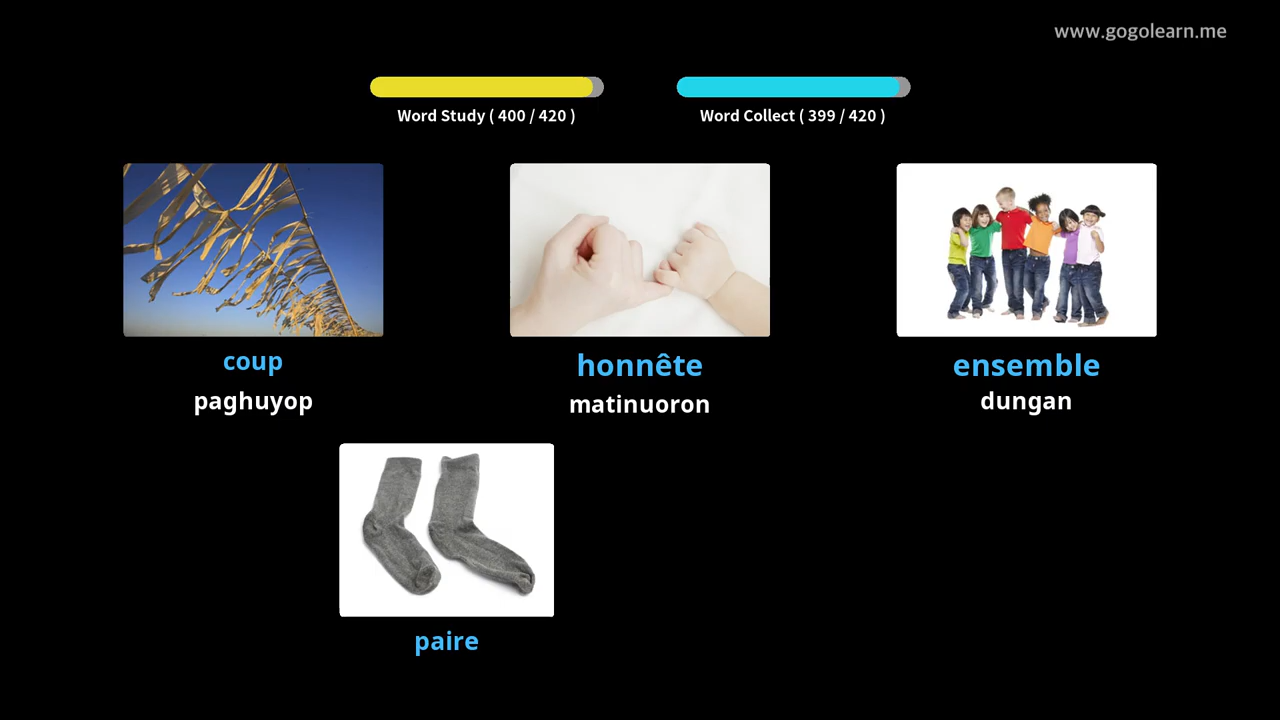 www.gogolearn.me
Word Study ( 400 / 420 )
Word Collect ( 399 / 420 )
coup
honnête
ensemble
paghuyop
matinuoron
dungan
paire